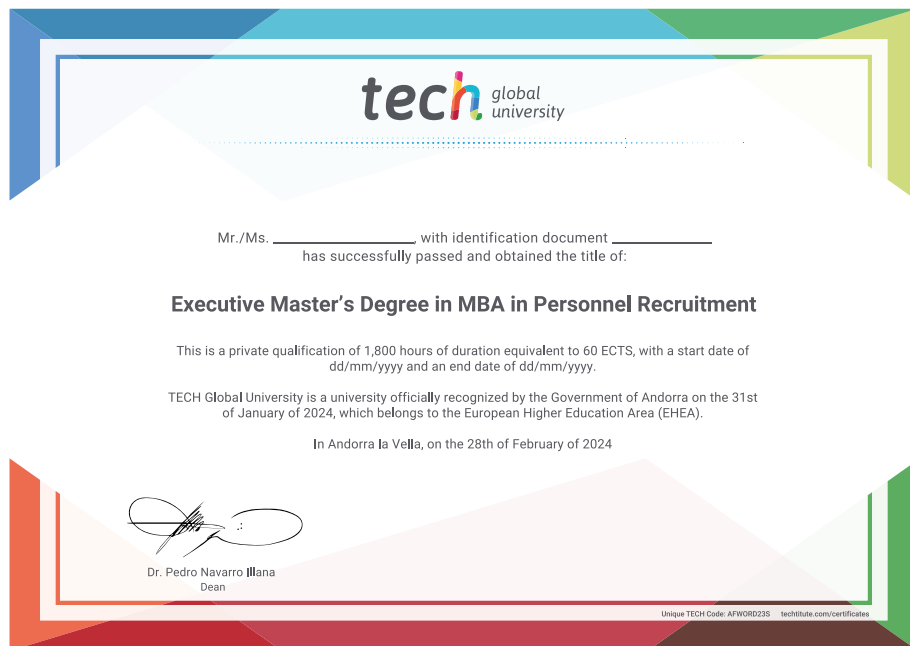 tech global university
Mr./Ms. ________________, with identification document ____________
has successfully passed and obtained the title of:
Executive Master’s Degree in MBA in Personnel Recruitment
This is a private qualification of 1,800 hours of duration equivalent to 60 ECTS, with a start date of
dd/mm/yyyy and an end date of dd/mm/yyyy.
TECH Global University is a university officially recognized by the Government of Andorra on the 31st
of January of 2024, which belongs to the European Higher Education Area (EHEA).
In Andorra la Vella, on the 28th of February of 2024
Dr. Pedro Navarro Illana
Dean
Unique TECH Code: AFWORD23S techtitute.com/certificates